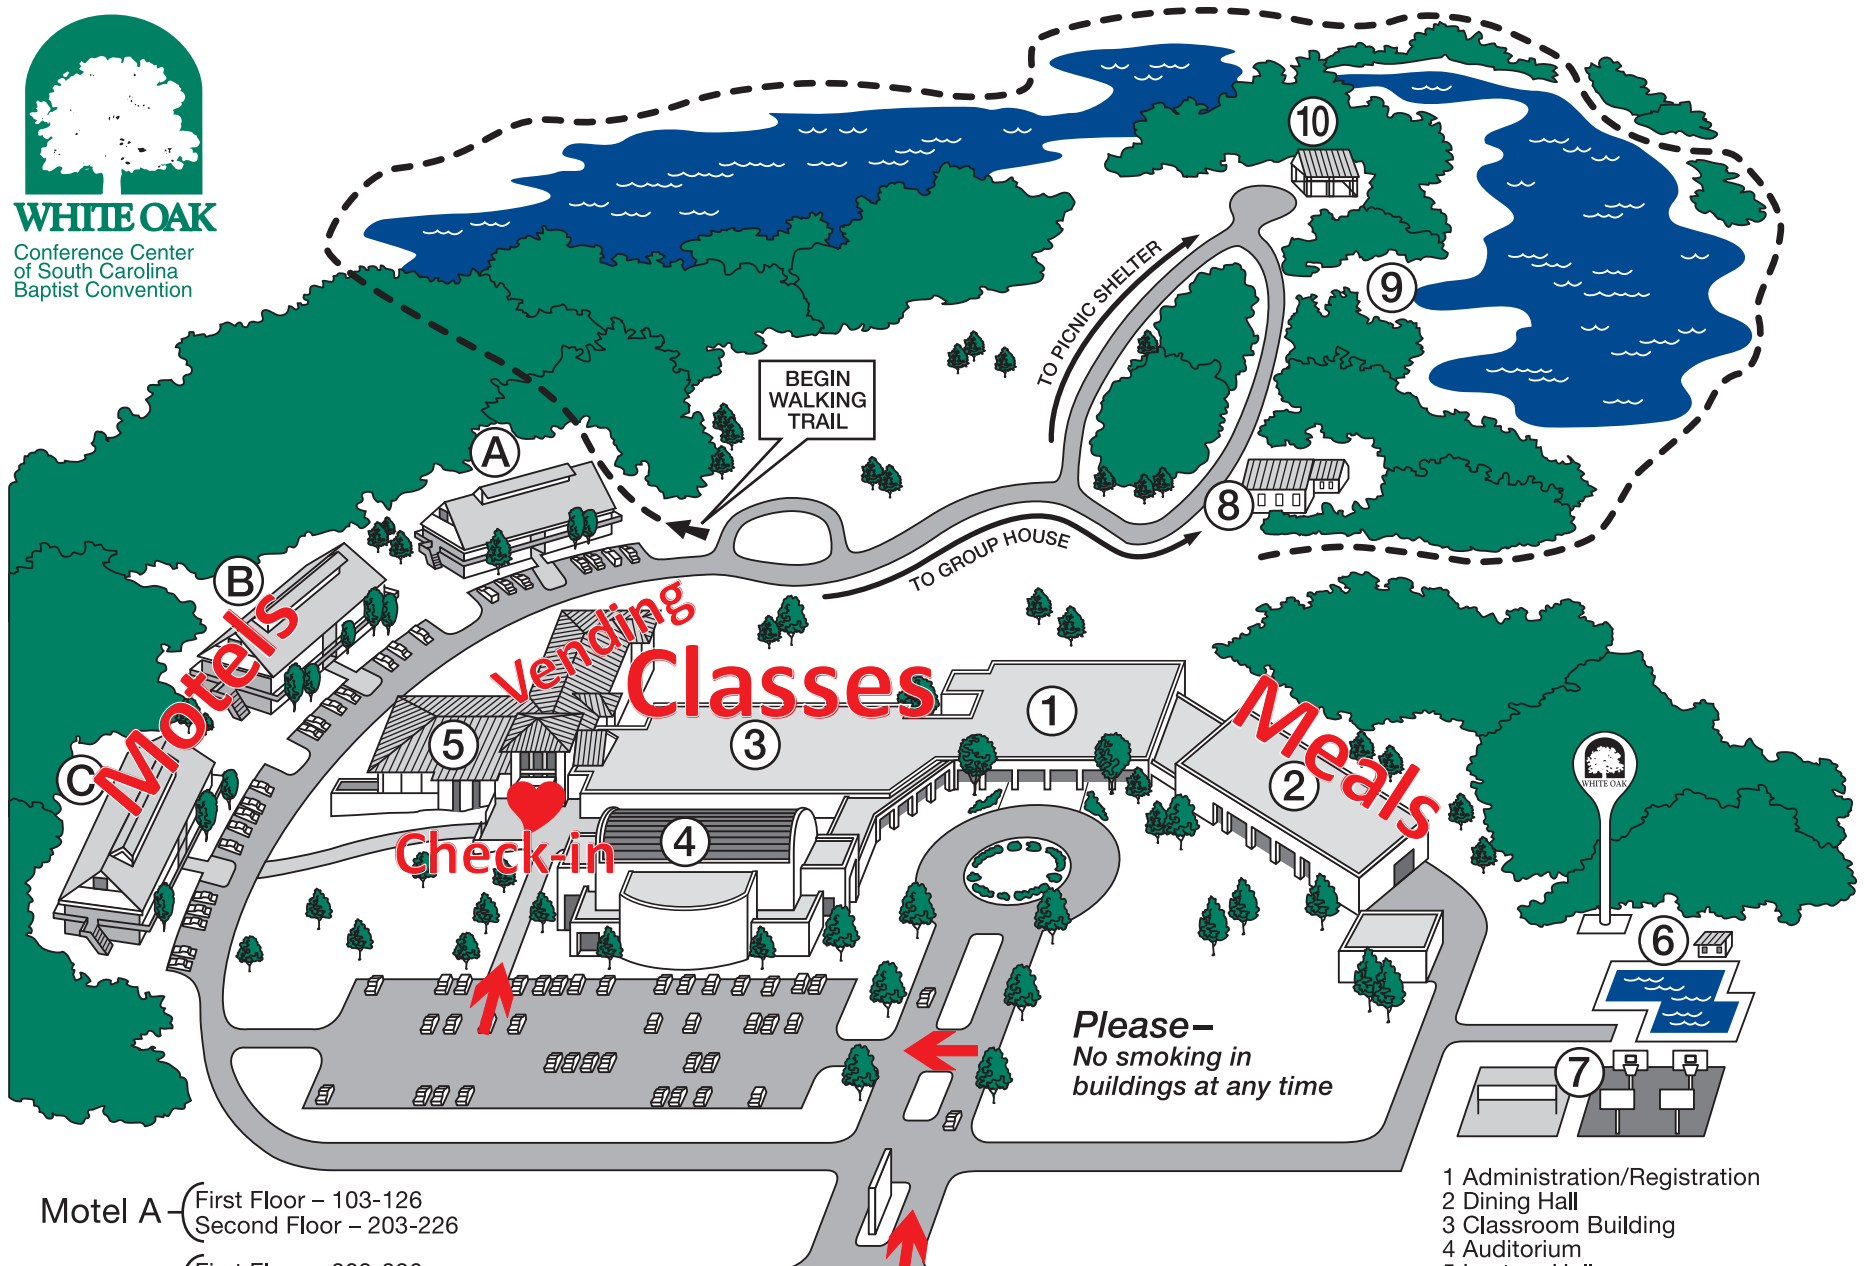 WHITE OAK
Conference Center
of South Carolina
Baptist Convention
10
9
TO PICNIC SHELTER
BEGIN
WALKING
TRAIL
A
8
TO GROUP HOUSE
B
Motels
Vending
Classes
1
Meals
5
3
2
C
WHITE OAK
Check-in
4
6
Please–
No smoking in
buildings at any time
7
Motel A
First Floor – 103-126
Second Floor – 203-226
1 Administration/Registration
2 Dining Hall
3 Classroom Building
4 Auditorium